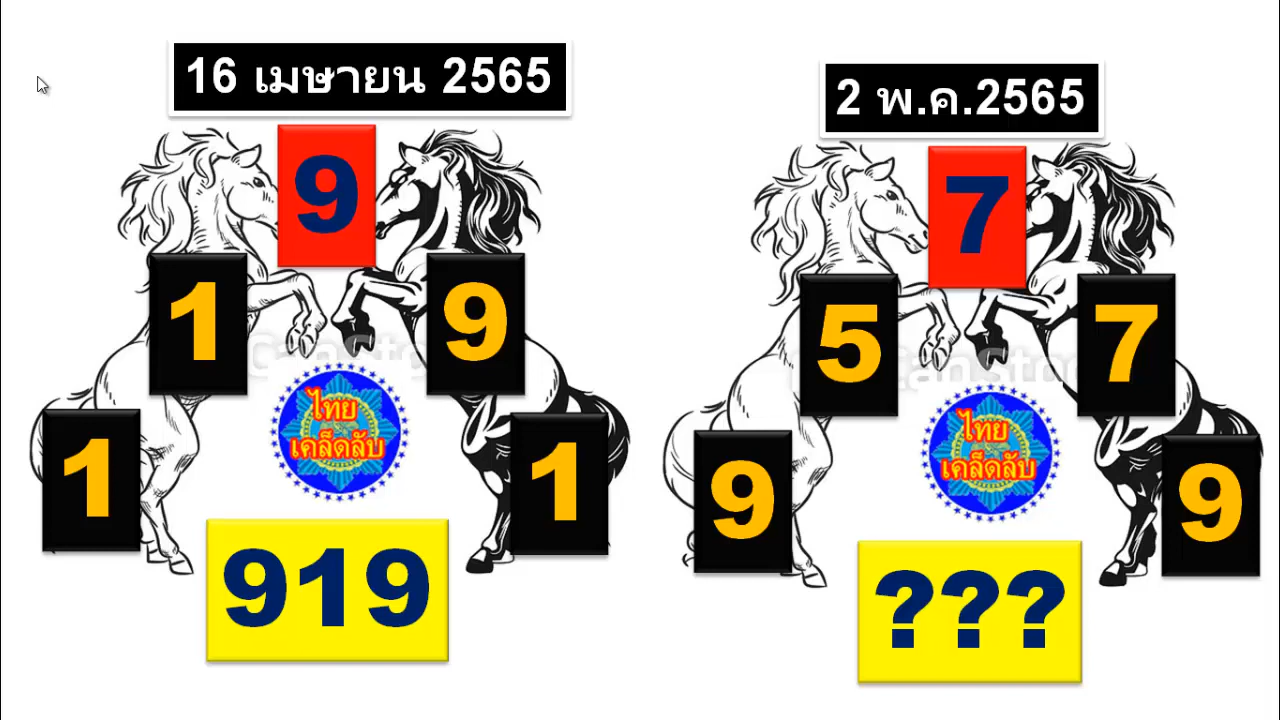 16 เมษายน 2565
9
1 9
1 1
ไทย
เคล็ดลับ
919
2 พ.ค.2565
7
5 7
9 9
ไทย
เคล็ดลับ
???